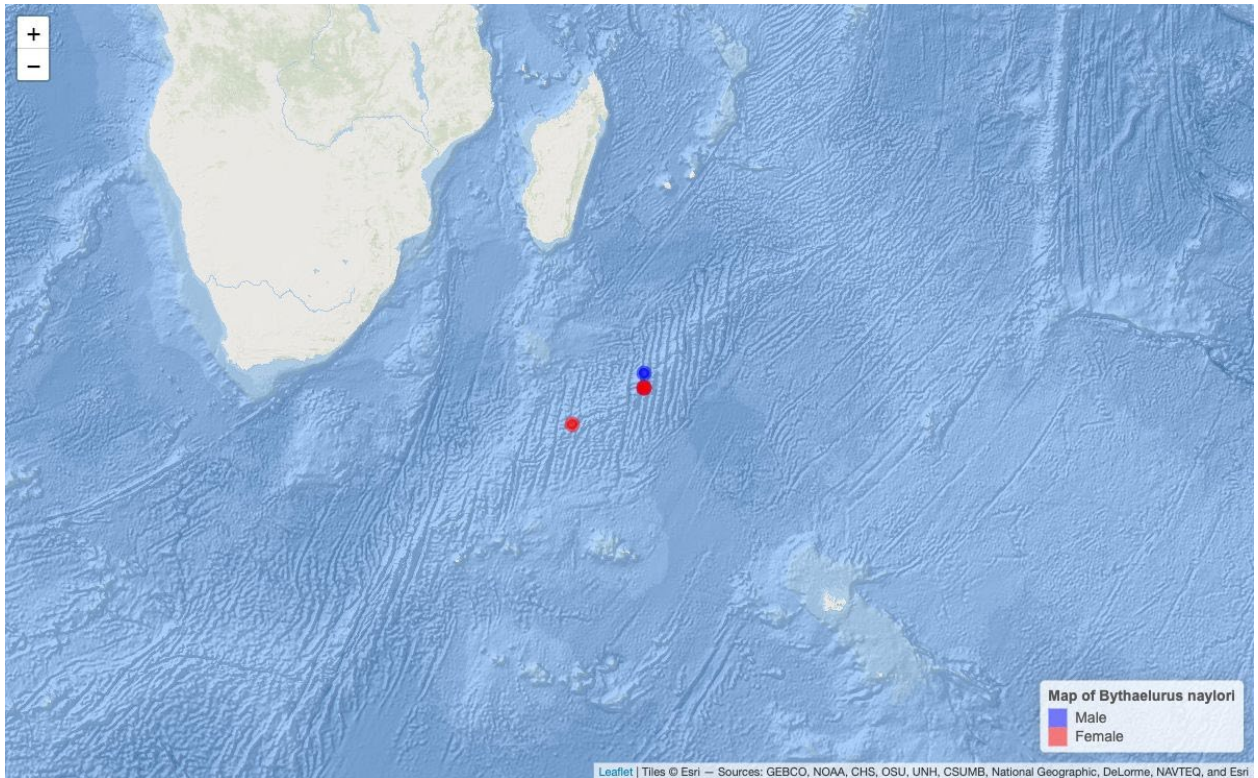 +
−
Map of Bythaelurus naylori
Male
Female
Leaflet | Tiles © Esri — Sources: GEBCO, NOAA, CHS, OSU, UNH, CSUMB, National Geographic, DeLorme, NAVTEQ, and Esri